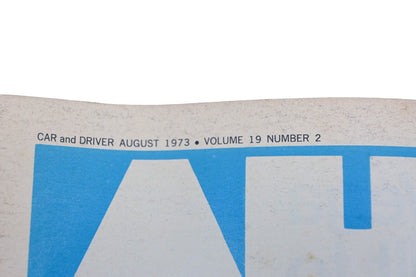 CAR and DRIVER AUGUST 1973 • VOLUME 19 NUMBER 2